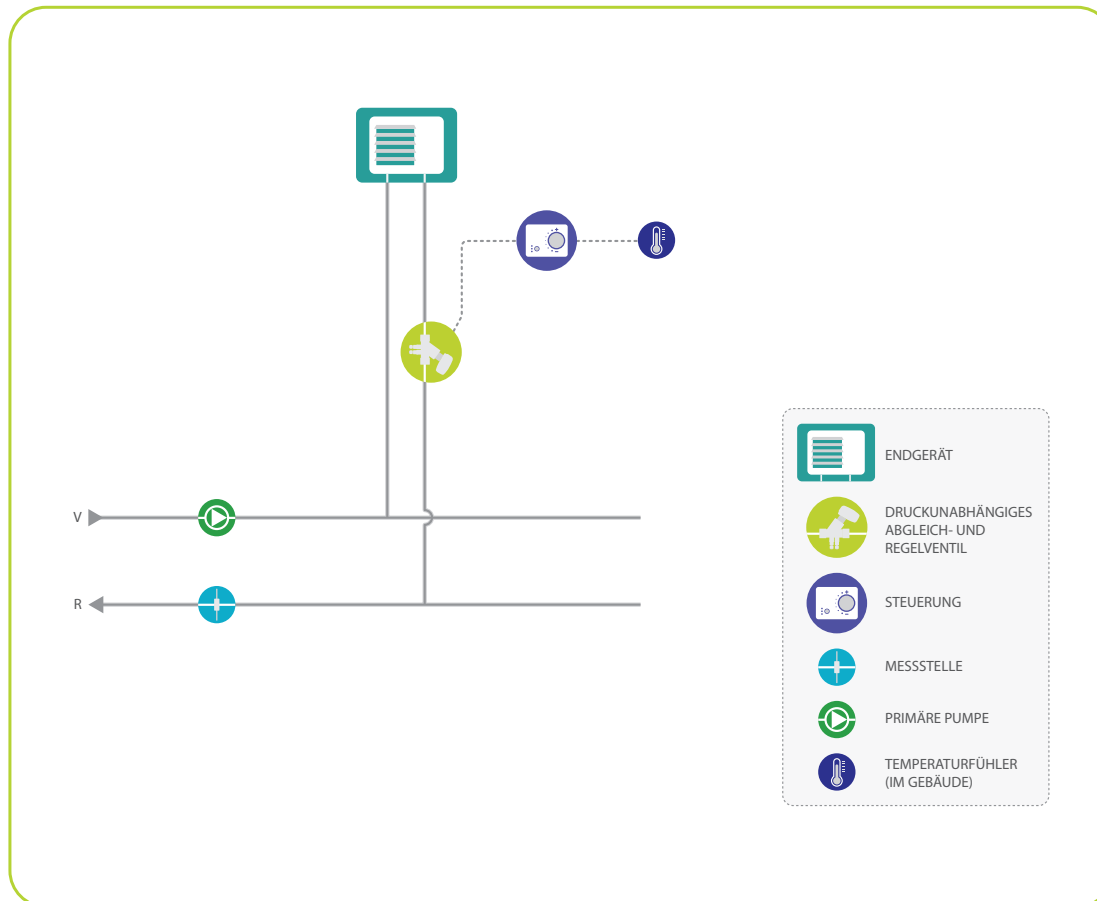 V
R
ENDGERÄT
DRUCKUNABHÄNGIGES
ABGLEICH- UND
REGELVENTIL
STEUERUNG
MESSSTELLE
PRIMÄRE PUMPE
TEMPERATURFÜHLER
(IM GEBÄUDE)